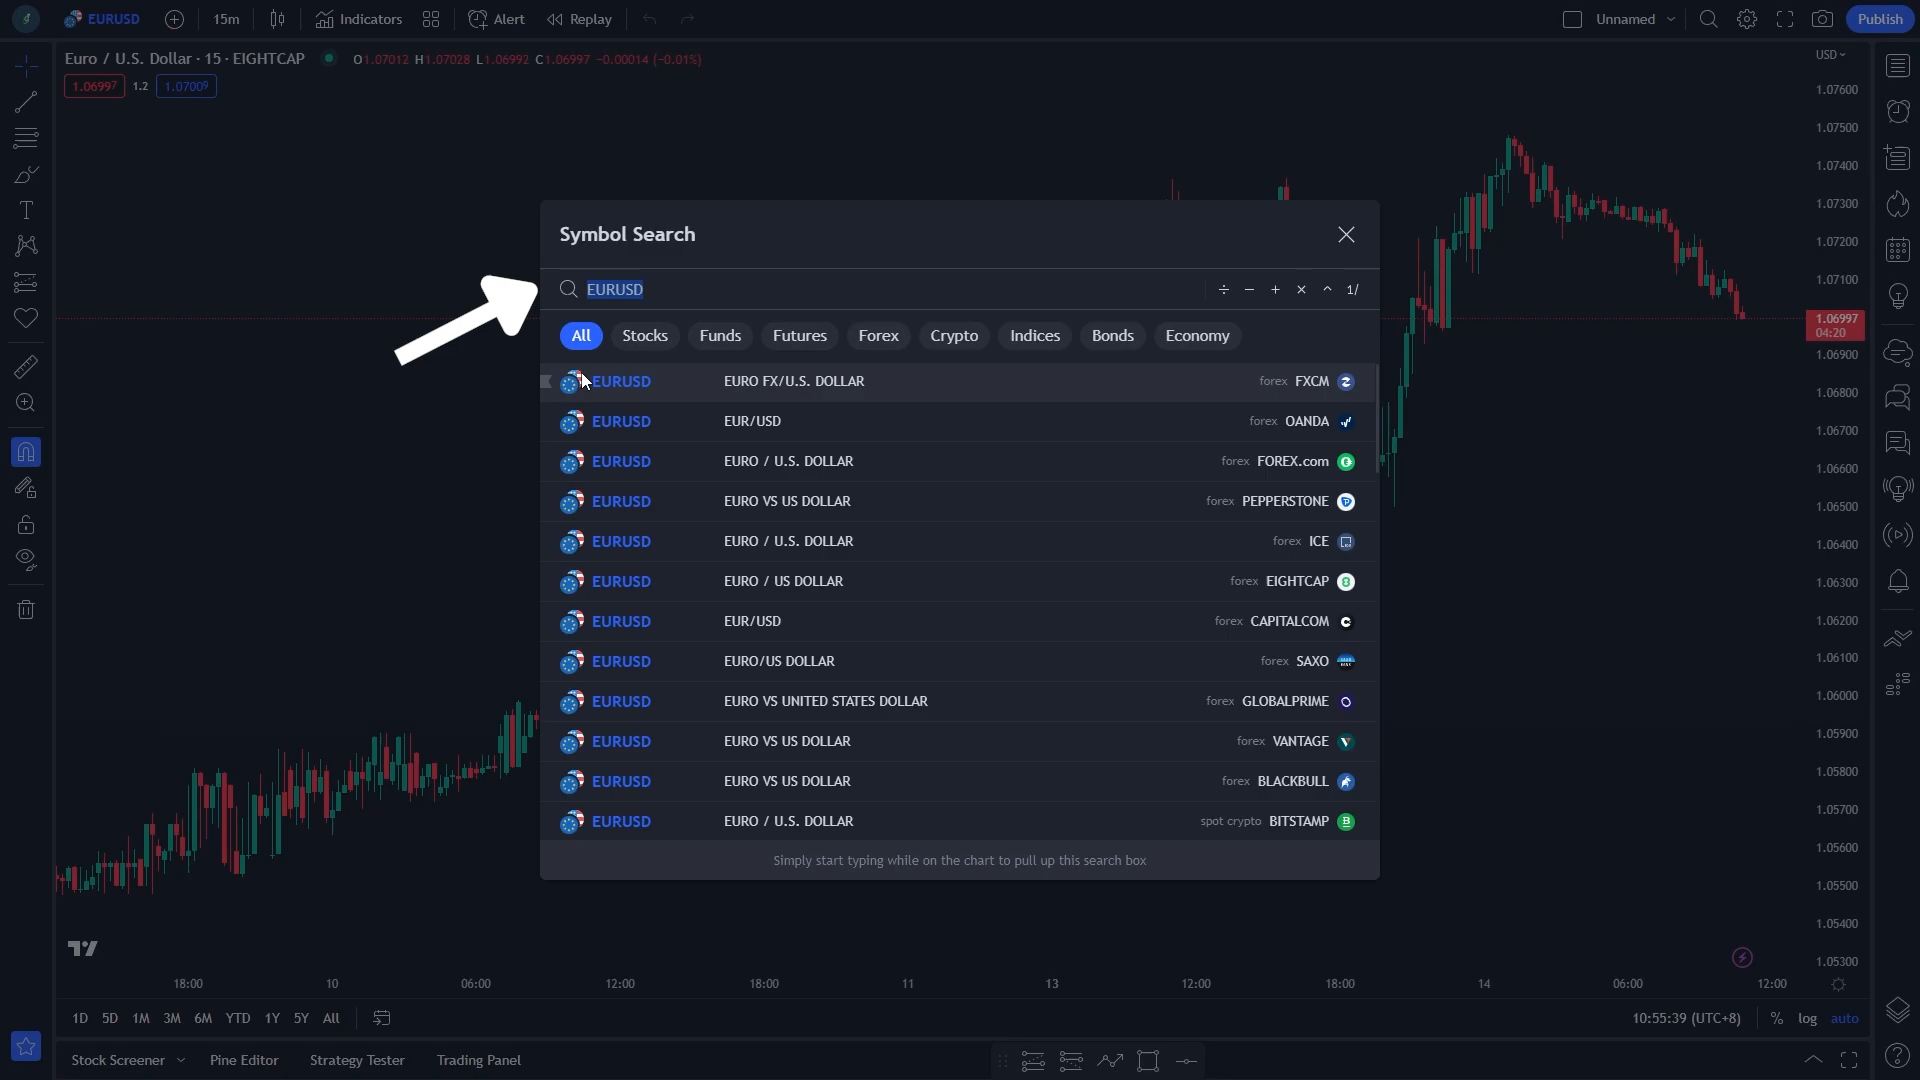 EURUSD 15m Indicators Alert Replay Unnamed Publish
Euro / U.S. Dollar · 15 · EIGHTCAP O1.07012 H1.07028 L1.06992 C1.06997 −0.00014 (−0.01%) USD
1.06997 1.2 1.07009
1.07600
1.07500
1.07400
1.07300
1.07200
1.07100
1.06997
04:20
1.06900
1.06800
1.06700
1.06600
1.06500
1.06400
1.06300
1.06200
1.06100
1.06000
1.05900
1.05800
1.05700
1.05600
1.05500
1.05400
1.05300
Symbol Search
EURUSD ÷ − + × ^ 1/
All Stocks Funds Futures Forex Crypto Indices Bonds Economy
EURUSD EURO FX/U.S. DOLLAR forex FXCM
EURUSD EUR/USD forex OANDA
EURUSD EURO / U.S. DOLLAR forex FOREX.com
EURUSD EURO VS US DOLLAR forex PEPPERSTONE
EURUSD EURO / U.S. DOLLAR forex ICE
EURUSD EURO / US DOLLAR forex EIGHTCAP
EURUSD EUR/USD forex CAPITALCOM
EURUSD EURO/US DOLLAR forex SAXO
EURUSD EURO VS UNITED STATES DOLLAR forex GLOBALPRIME
EURUSD EURO VS US DOLLAR forex VANTAGE
EURUSD EURO VS US DOLLAR forex BLACKBULL
EURUSD EURO / U.S. DOLLAR spot crypto BITSTAMP
Simply start typing while on the chart to pull up this search box
18:00 10 06:00 12:00 18:00 11 13 12:00 18:00 14 06:00 12:00
1D 5D 1M 3M 6M YTD 1Y 5Y All 10:55:39 (UTC+8) % log auto
Stock Screener Pine Editor Strategy Tester Trading Panel